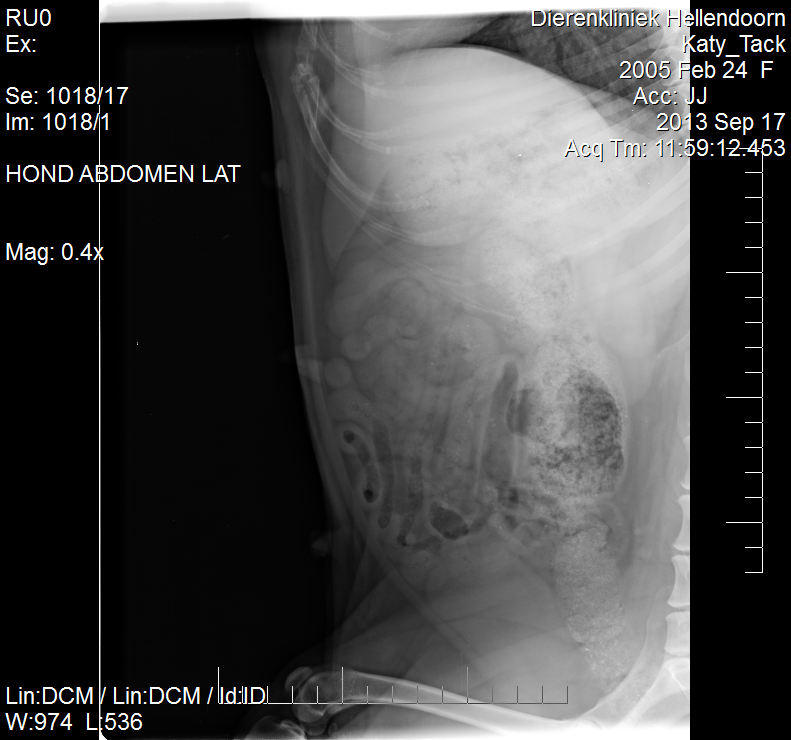 RU0
Ex:
Se: 1018/17
Im: 1018/1
HOND ABDOMEN LAT
Mag: 0.4x
Dierenkliniek Hellendoorn
Katy_Tack
2005 Feb 24 F
Acc: JJ
2013 Sep 17
Acq Tm: 11:59:12.453
Lin:DCM / Lin:DCM / Id:ID
W:974 L:536